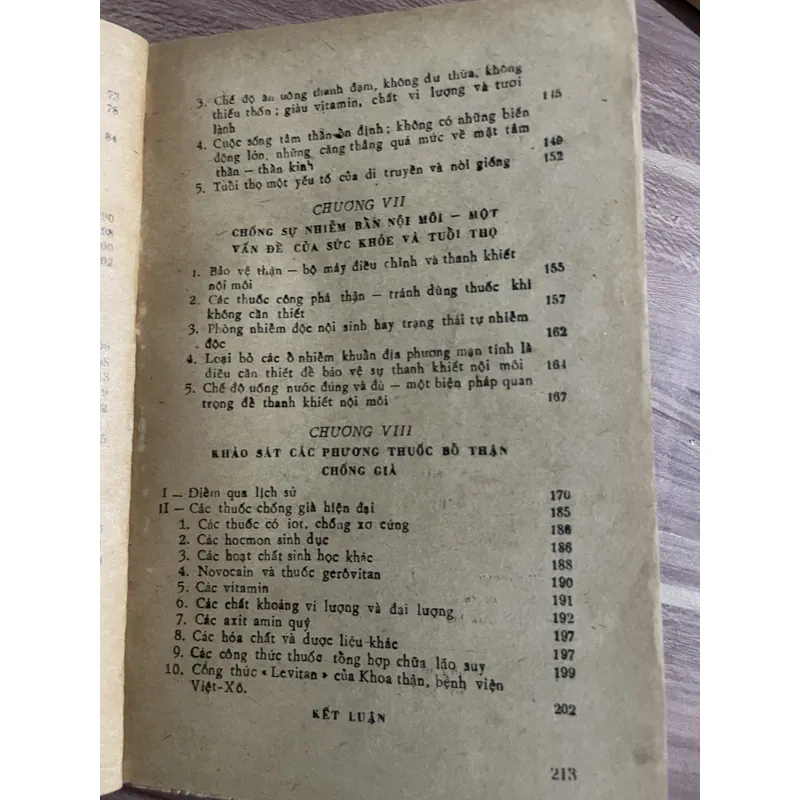 73
78
84
3. Chế độ ăn uống thanh đạm, không dư thừa, không
thiếu thốn ; giàu vitamin, chất vi lượng và tươi
lành 145
4. Cuộc sống tâm thần ổn định ; không có những biến
động lớn, những căng thẳng quá mức về mặt tâm
thần — thần kinh 149
5. Tuổi thọ một yếu tố của di truyền và nòi giống 152
CHƯƠNG VII
CHỐNG SỰ NHIỄM BẨN NỘI MÔI — MỘT
VẤN ĐỀ CỦA SỨC KHỎE VÀ TUỔI THỌ
1. Bảo vệ thận — bộ máy điều chỉnh và thanh khiết
nội môi 155
2. Các thuốc công phá thận — tránh dùng thuốc khi
không cần thiết 157
3. Phòng nhiễm độc nội sinh hay trạng thái tự nhiễm
độc 162
4. Loại bỏ các ổ nhiễm khuẩn địa phương mạn tính là
điều cần thiết để bảo vệ sự thanh khiết nội môi 164
5. Chế độ uống nước đúng và đủ — một biện pháp quan
trọng để thanh khiết nội môi 167
CHƯƠNG VIII
KHẢO SÁT CÁC PHƯƠNG THUỐC BỔ THẬN
CHỐNG GIÀ
I — Điểm qua lịch sử 170
II — Các thuốc chống già hiện đại 185
1. Các thuốc có iot, chống xơ cứng 186
2. Các hocmon sinh dục 186
3. Các hoạt chất sinh học khác 188
4. Novocain và thuốc gerôvitan 190
5. Các vitamin 191
6. Các chất khoáng vi lượng và đại lượng 192
7. Các axit amin quý 197
8. Các hóa chất và dược liệu khác 197
9. Các công thức thuốc tổng hợp chữa lão suy 199
10. Công thức « Levitan » của Khoa thận, bệnh viện
Việt-Xô.
KẾT LUẬN 202
213